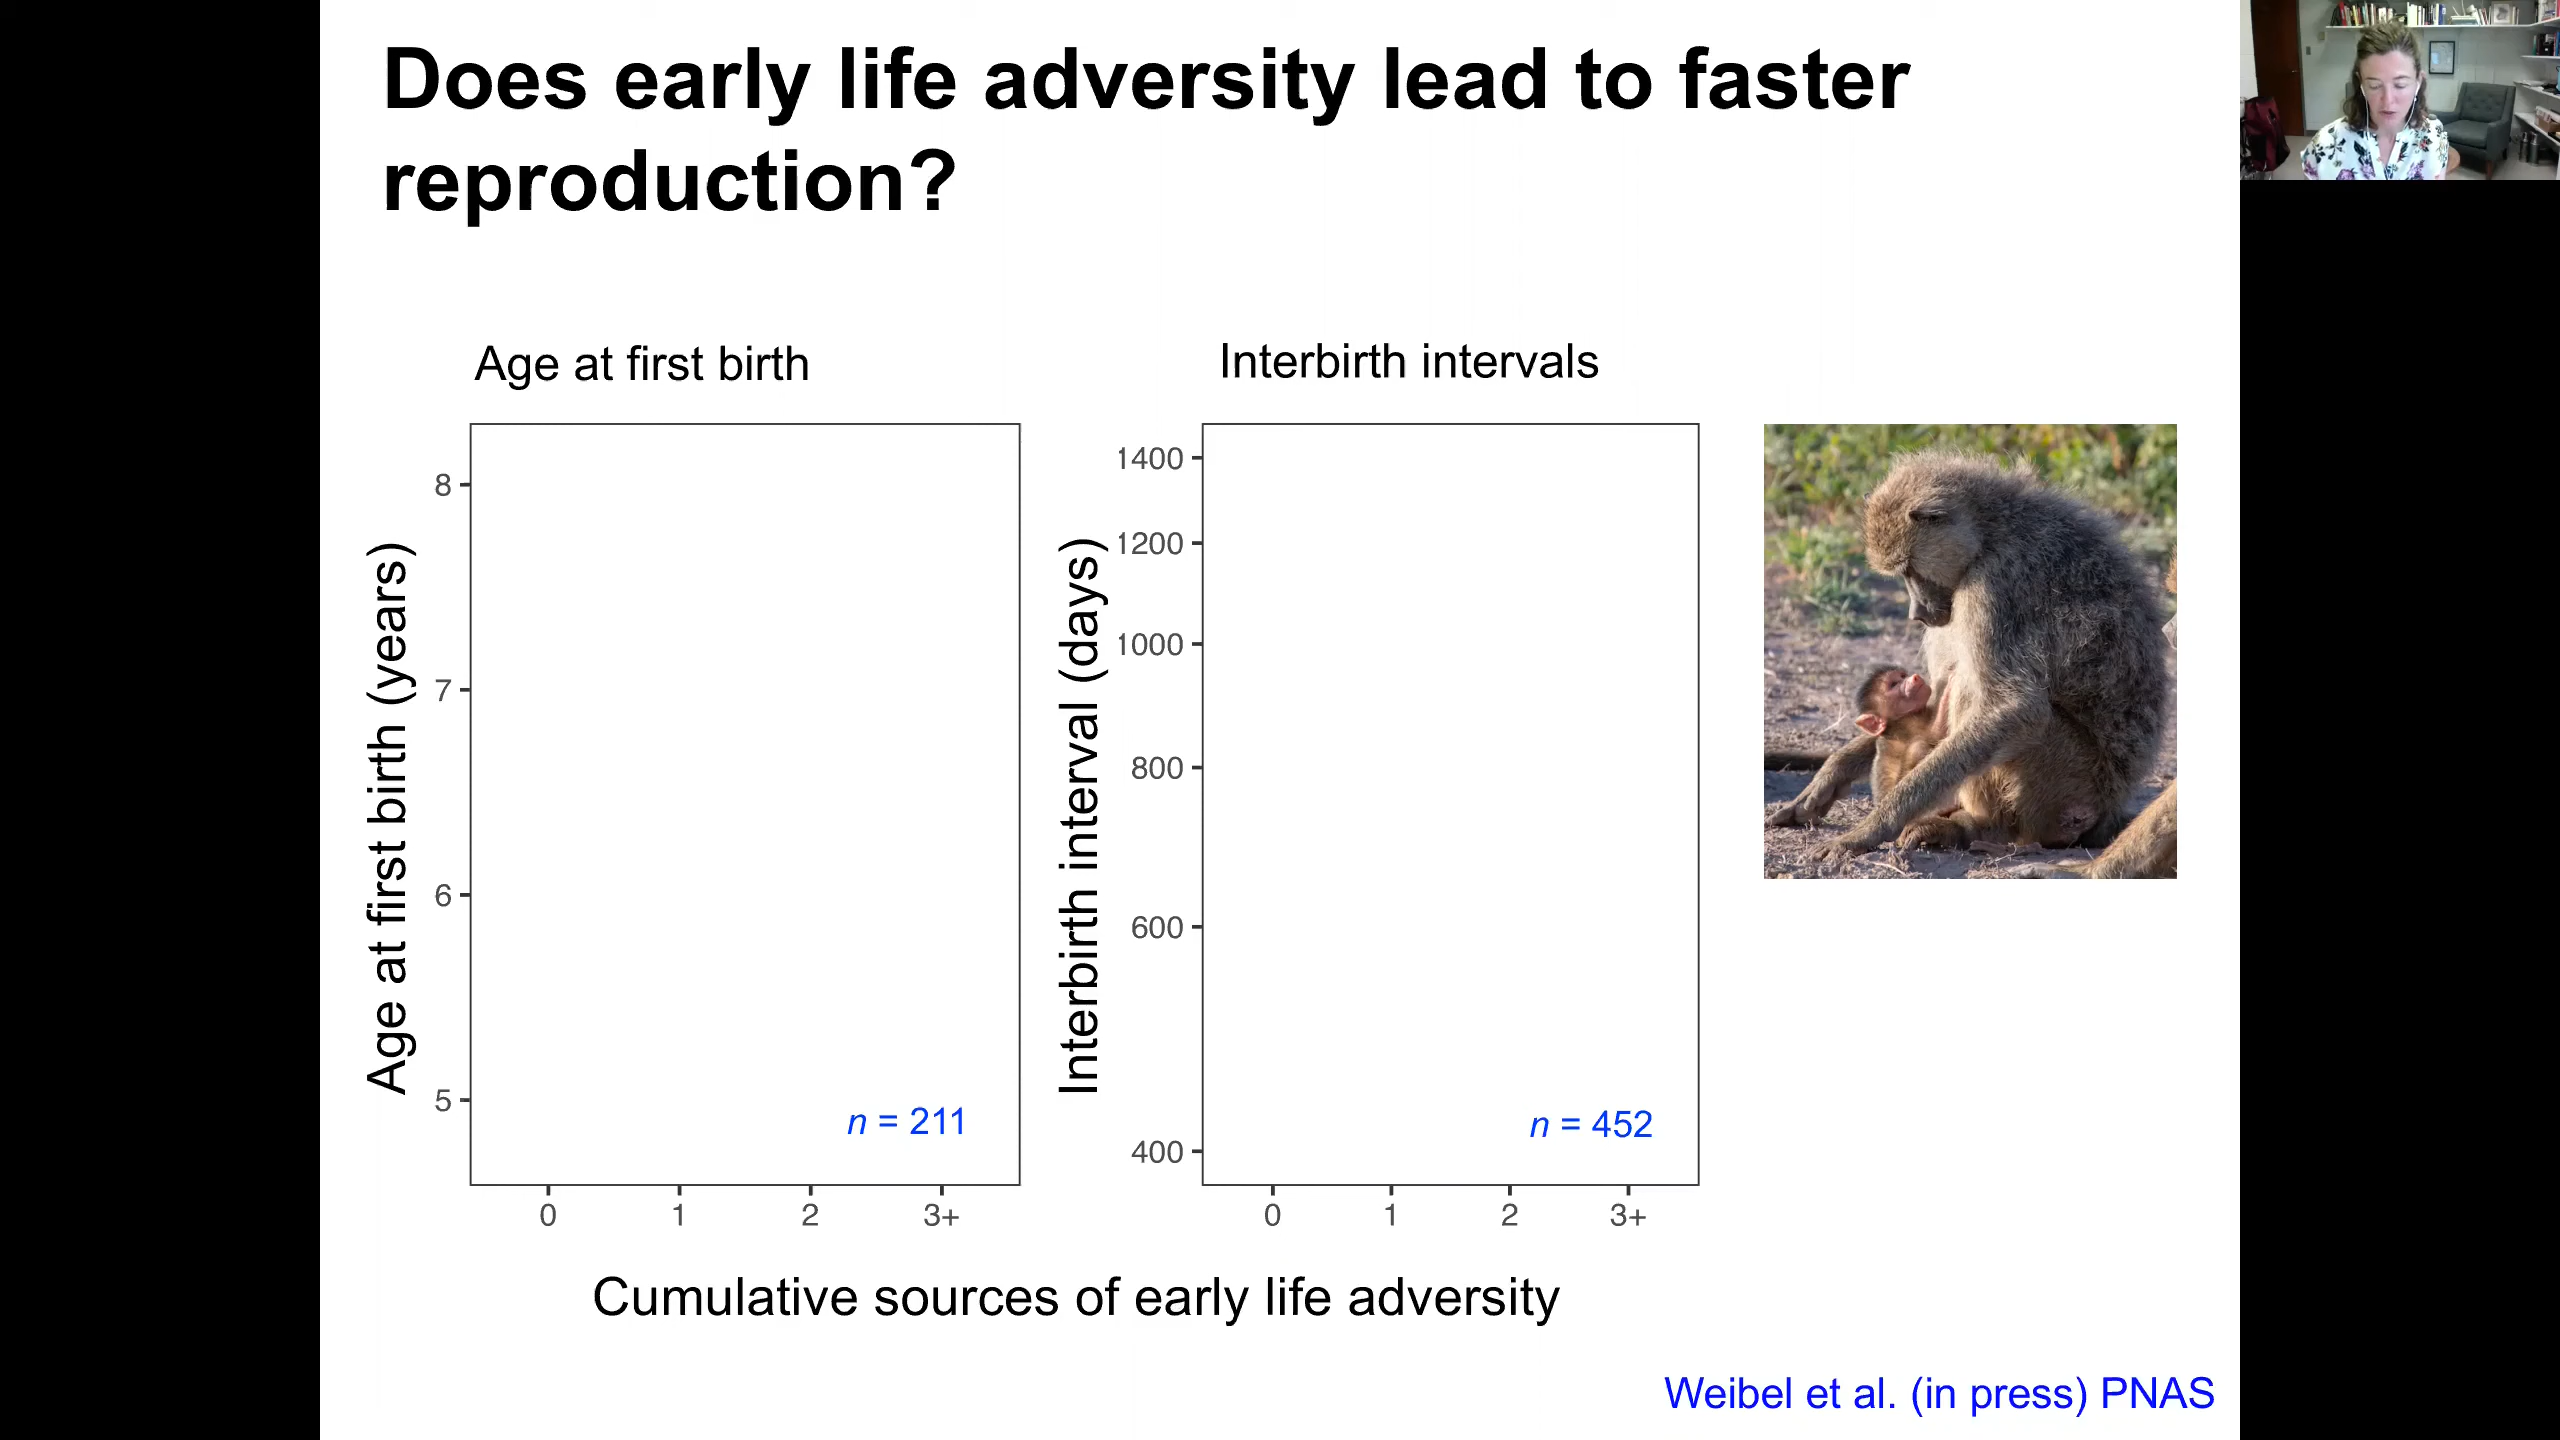 Does early life adversity lead to faster
reproduction?
Age at first birth
Age at first birth (years)
8
7
6
5
n = 211
0 1 2 3+
Interbirth intervals
Interbirth interval (days)
1400
1200
1000
800
600
400
n = 452
0 1 2 3+
Cumulative sources of early life adversity
Weibel et al. (in press) PNAS